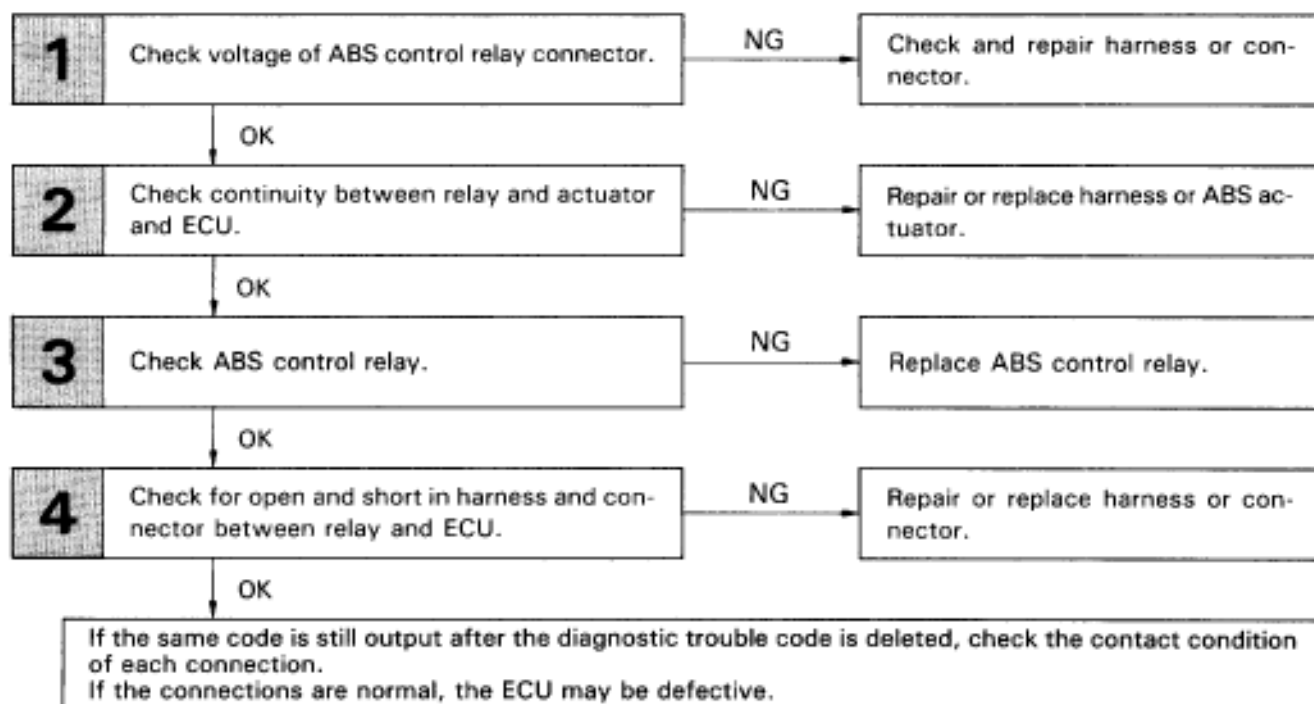 1
Check voltage of ABS control relay connector.
NG
Check and repair harness or con-
nector.
OK
2
Check continuity between relay and actuator
and ECU.
NG
Repair or replace harness or ABS ac-
tuator.
OK
3
Check ABS control relay.
NG
Replace ABS control relay.
OK
4
Check for open and short in harness and con-
nector between relay and ECU.
NG
Repair or replace harness or con-
nector.
OK
If the same code is still output after the diagnostic trouble code is deleted, check the contact condition
of each connection.
If the connections are normal, the ECU may be defective.